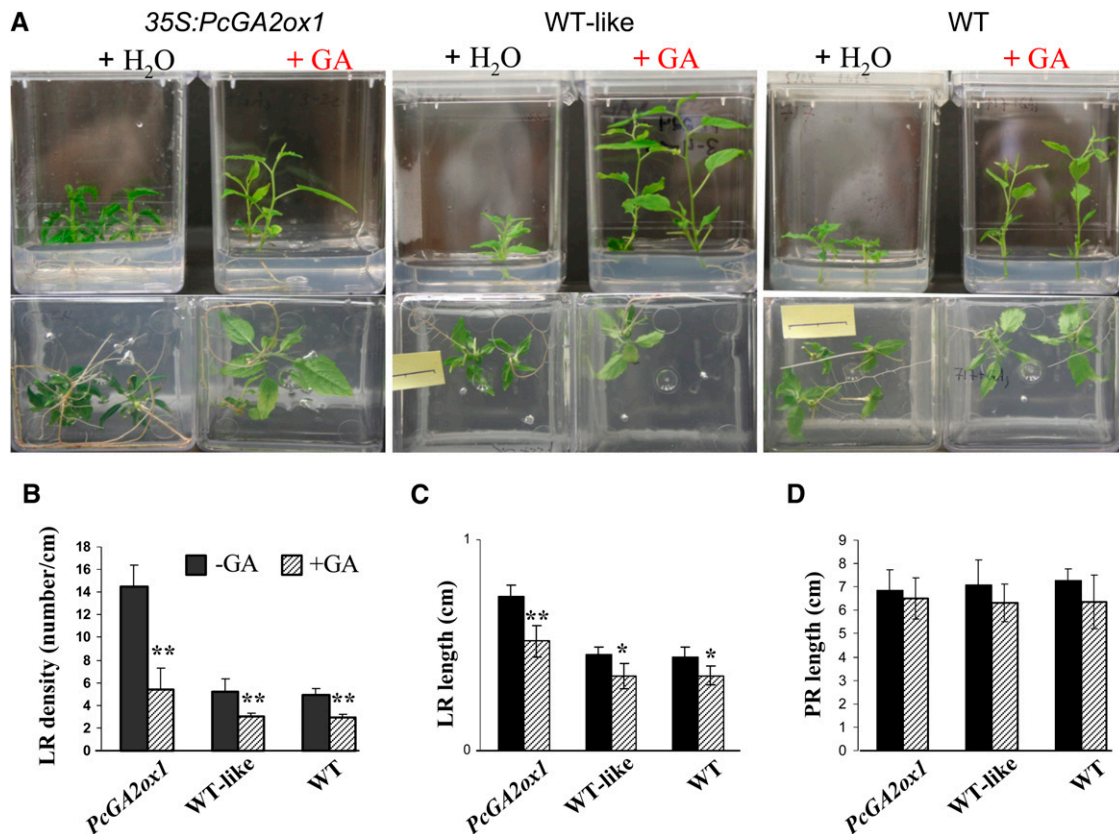 A
35S:PcGA2ox1 WT-like WT
+ H₂O + GA + H₂O + GA + H₂O + GA
B
LR density (number/cm)
18
16
14
12
10
8
6
4
2
0
-GA +GA
**
**
**
PcGA2ox1 WT-like WT
C
LR length (cm)
1
0
**
*
*
PcGA2ox1 WT-like WT
D
PR length (cm)
9
8
7
6
5
4
3
2
1
0
PcGA2ox1 WT-like WT